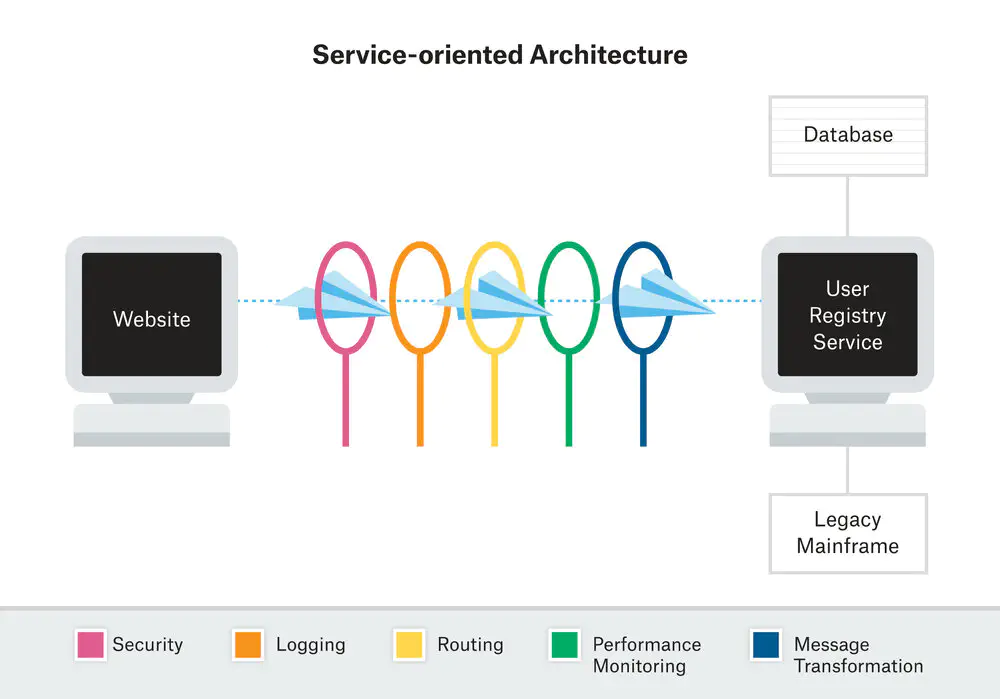 Service-oriented Architecture
Database
Website
User
Registry
Service
Legacy
Mainframe
Security
Logging
Routing
Performance
Monitoring
Message
Transformation